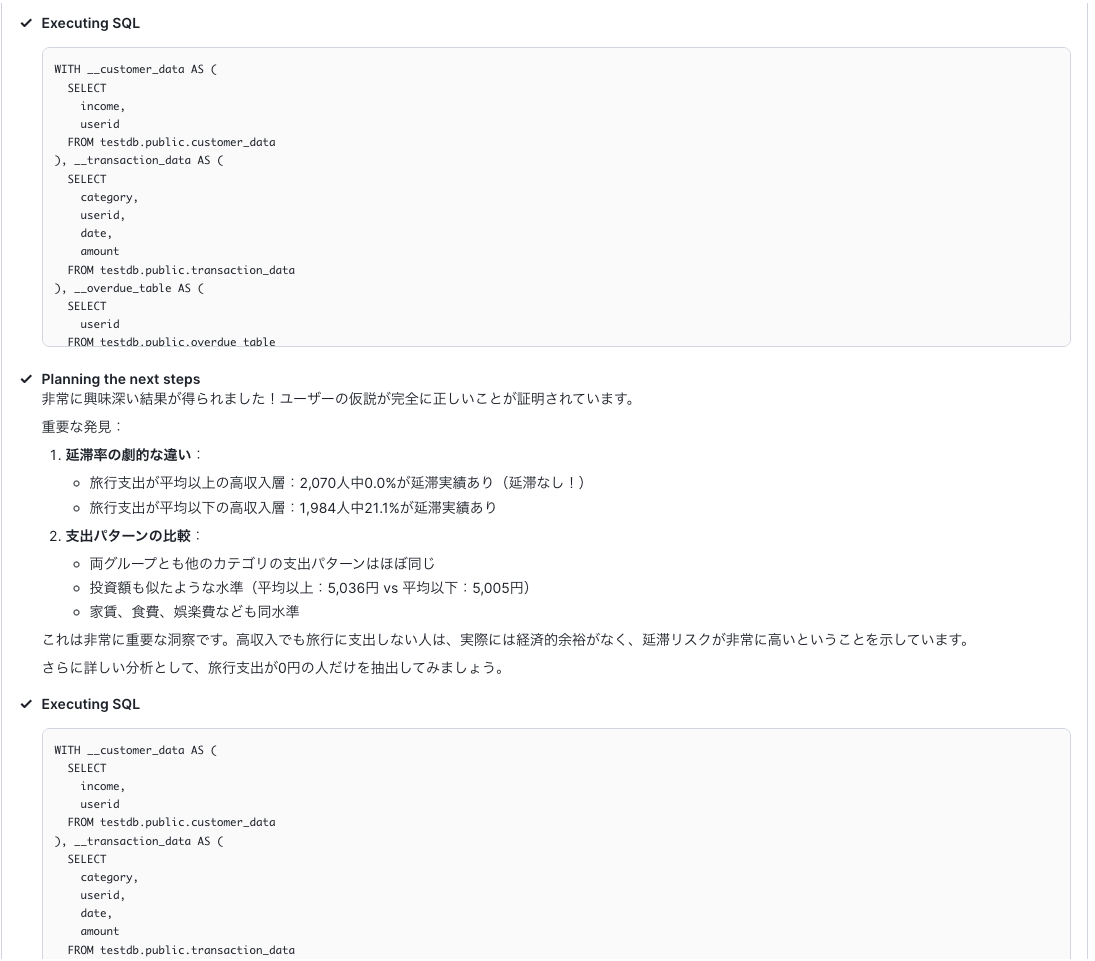 Executing SQL
WITH __customer_data AS (
SELECT
income,
userid
FROM testdb.public.customer_data
), __transaction_data AS (
SELECT
category,
userid,
date,
amount
FROM testdb.public.transaction_data
), __overdue_table AS (
SELECT
userid
FROM testdb.public.overdue_table
Planning the next steps
非常に興味深い結果が得られました！ユーザーの仮説が完全に正しいことが証明されています。
重要な発見：
1. 延滞率の劇的な違い：
旅行支出が平均以上の高収入層：2,070人中0.0%が延滞実績あり（延滞なし！）
旅行支出が平均以下の高収入層：1,984人中21.1%が延滞実績あり
2. 支出パターンの比較：
両グループとも他のカテゴリの支出パターンはほぼ同じ
投資額も似たような水準（平均以上：5,036円 vs 平均以下：5,005円）
家賃、食費、娯楽費なども同水準
これは非常に重要な洞察です。高収入でも旅行に支出しない人は、実際には経済的余裕がなく、延滞リスクが非常に高いということを示しています。
さらに詳しい分析として、旅行支出が0円の人だけを抽出してみましょう。
Executing SQL
WITH __customer_data AS (
SELECT
income,
userid
FROM testdb.public.customer_data
), __transaction_data AS (
SELECT
category,
userid,
date,
amount
FROM testdb.public.transaction_data